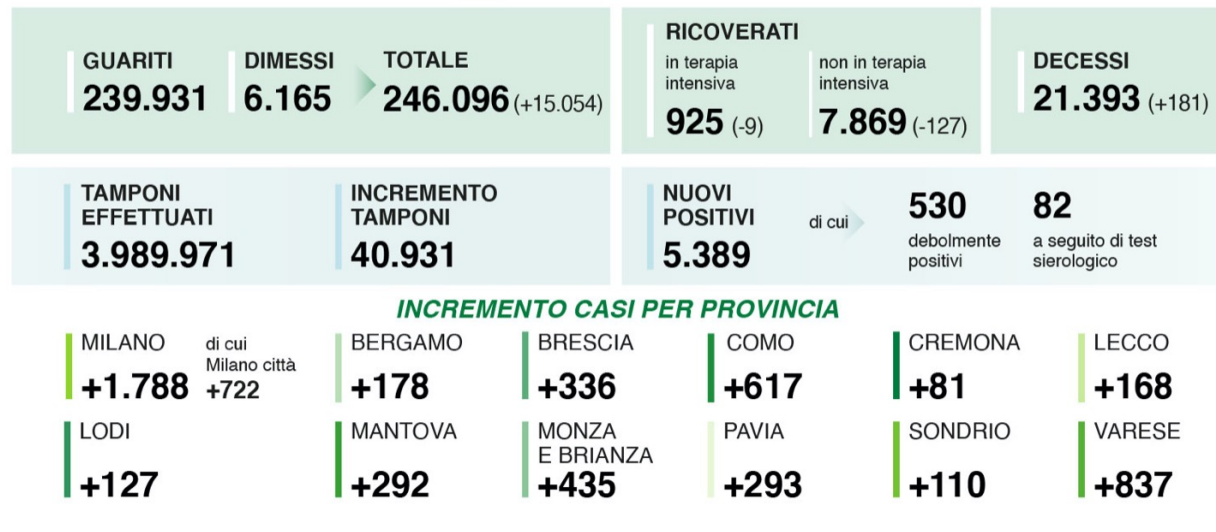 GUARITI
239.931
DIMESSI
6.165
TOTALE
246.096 (+15.054)
RICOVERATI
in terapia
intensiva
925 (-9)
non in terapia
intensiva
7.869 (-127)
DECESSI
21.393 (+181)
TAMPONI
EFFETTUATI
3.989.971
INCREMENTO
TAMPONI
40.931
NUOVI
POSITIVI
5.389
di cui
530
debolmente
positivi
82
a seguito di test
sierologico
INCREMENTO CASI PER PROVINCIA
MILANO
+1.788
di cui
Milano città
+722
BERGAMO
+178
BRESCIA
+336
COMO
+617
CREMONA
+81
LECCO
+168
LODI
+127
MANTOVA
+292
MONZA
E BRIANZA
+435
PAVIA
+293
SONDRIO
+110
VARESE
+837